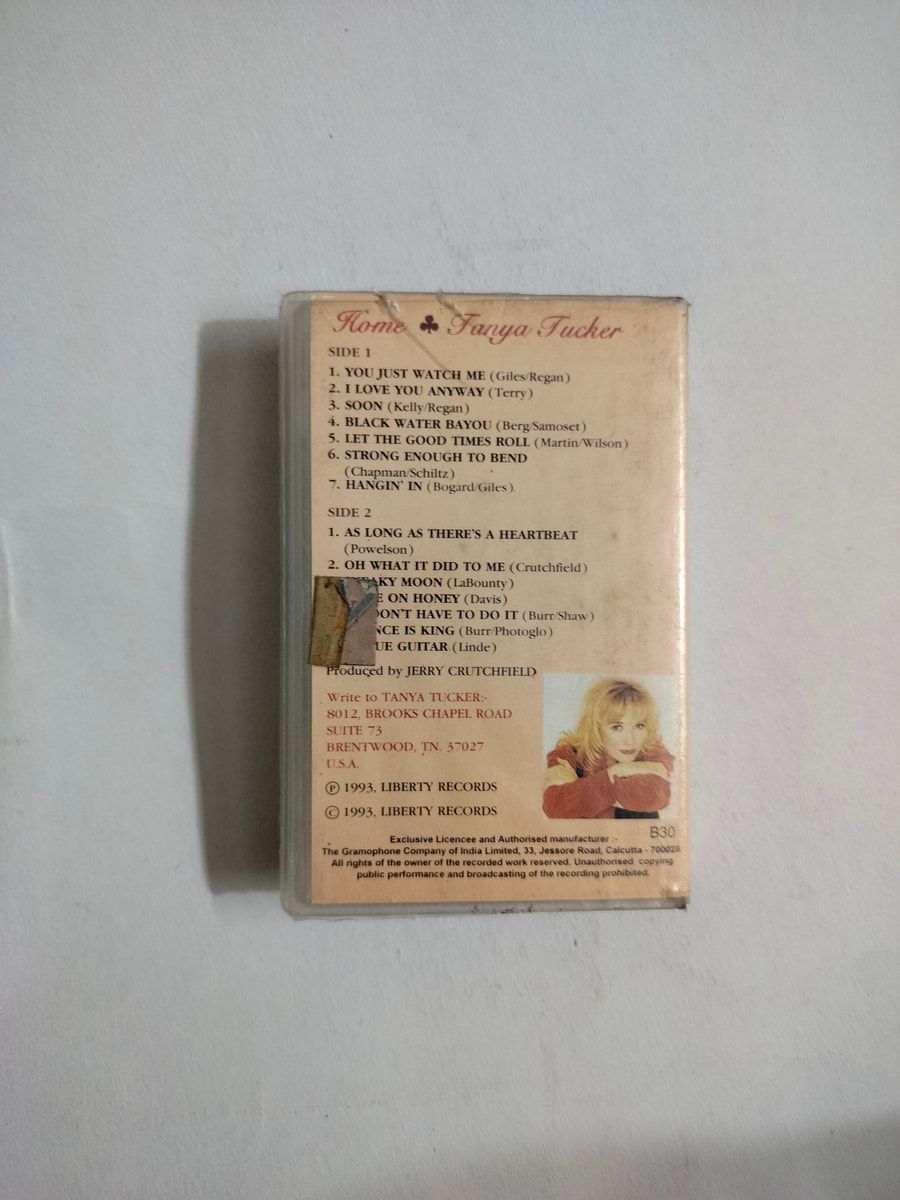 Home ♣ Tanya Tucker
SIDE 1
1. YOU JUST WATCH ME (Giles/Regan)
2. I LOVE YOU ANYWAY (Terry)
3. SOON (Kelly/Regan)
4. BLACK WATER BAYOU (Berg/Samoset)
5. LET THE GOOD TIMES ROLL (Martin/Wilson)
6. STRONG ENOUGH TO BEND
(Chapman/Schiltz)
7. HANGIN' IN (Bogard/Giles).
SIDE 2
1. AS LONG AS THERE'S A HEARTBEAT
(Powelson)
2. OH WHAT IT DID TO ME (Crutchfield)
MOON (LaBounty)
ON HONEY (Davis)
DON'T HAVE TO DO IT (Burr/Shaw)
IS KING (Burr/Photoglo)
GUITAR (Linde)
Produced by JERRY CRUTCHFIELD
Write to TANYA TUCKER:-
8012, BROOKS CHAPEL ROAD
SUITE 73
BRENTWOOD, TN. 37027
U.S.A.
Ⓟ 1993, LIBERTY RECORDS
© 1993, LIBERTY RECORDS
B30
Exclusive Licencee and Authorised manufacturer :-
The Gramophone Company of India Limited, 33, Jessore Road, Calcutta - 700028.
All rights of the owner of the recorded work reserved. Unauthorised copying
public performance and broadcasting of the recording prohibited.